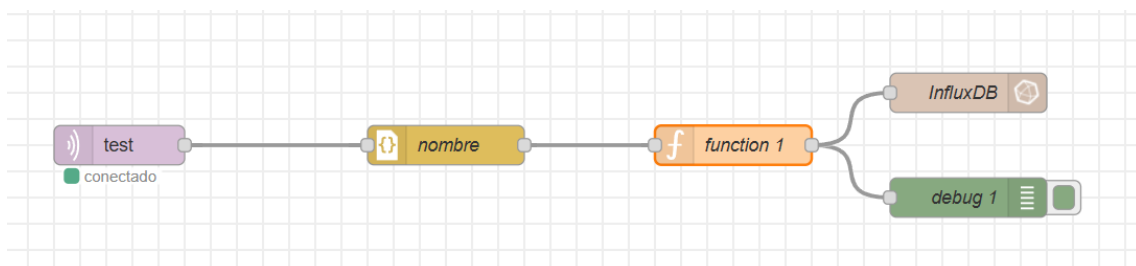 InfluxDB
test
nombre
function 1
conectado
debug 1